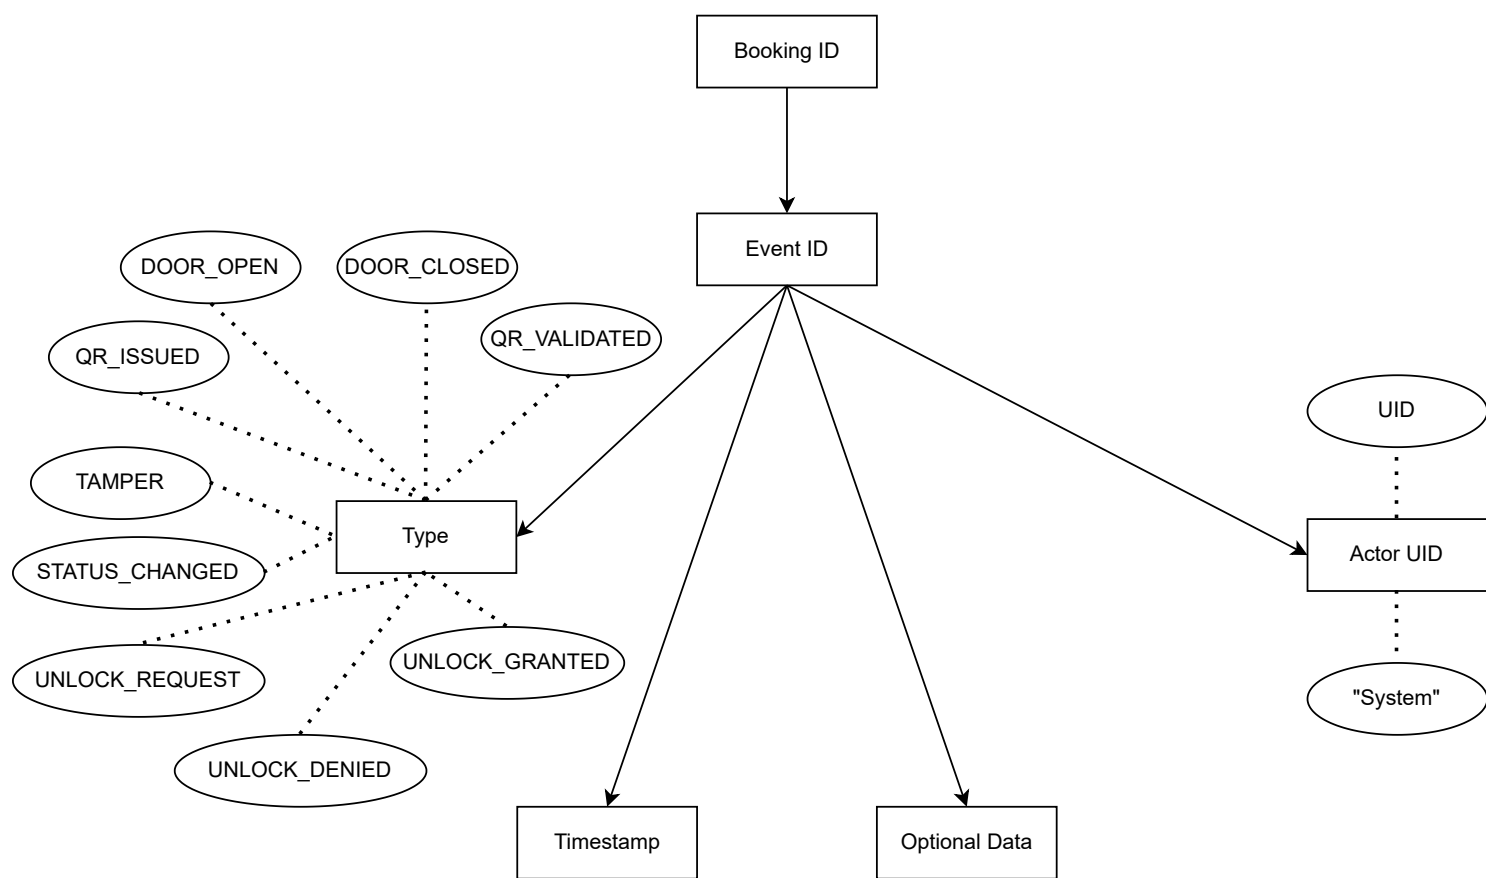 Booking ID
Event ID
DOOR_OPEN
DOOR_CLOSED
QR_VALIDATED
QR_ISSUED
UID
TAMPER
Type
Actor UID
STATUS_CHANGED
UNLOCK_GRANTED
UNLOCK_REQUEST
"System"
UNLOCK_DENIED
Timestamp
Optional Data